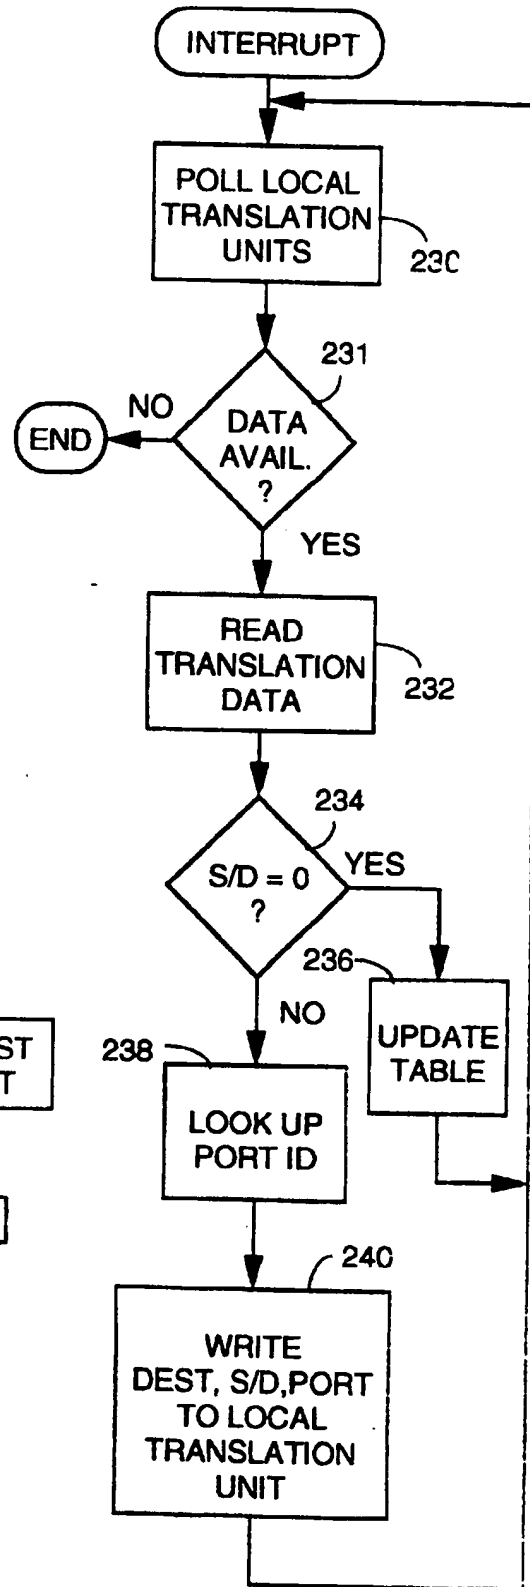 INTERRUPT
POLL LOCAL
TRANSLATION
UNITS
230
231
NO
END
DATA
AVAIL.
?
YES
READ
TRANSLATION
DATA
232
234
S/D = 0
?
YES
236
NO
UPDATE
TABLE
ST
T
238
LOOK UP
PORT ID
240
WRITE
DEST, S/D,PORT
TO LOCAL
TRANSLATION
UNIT